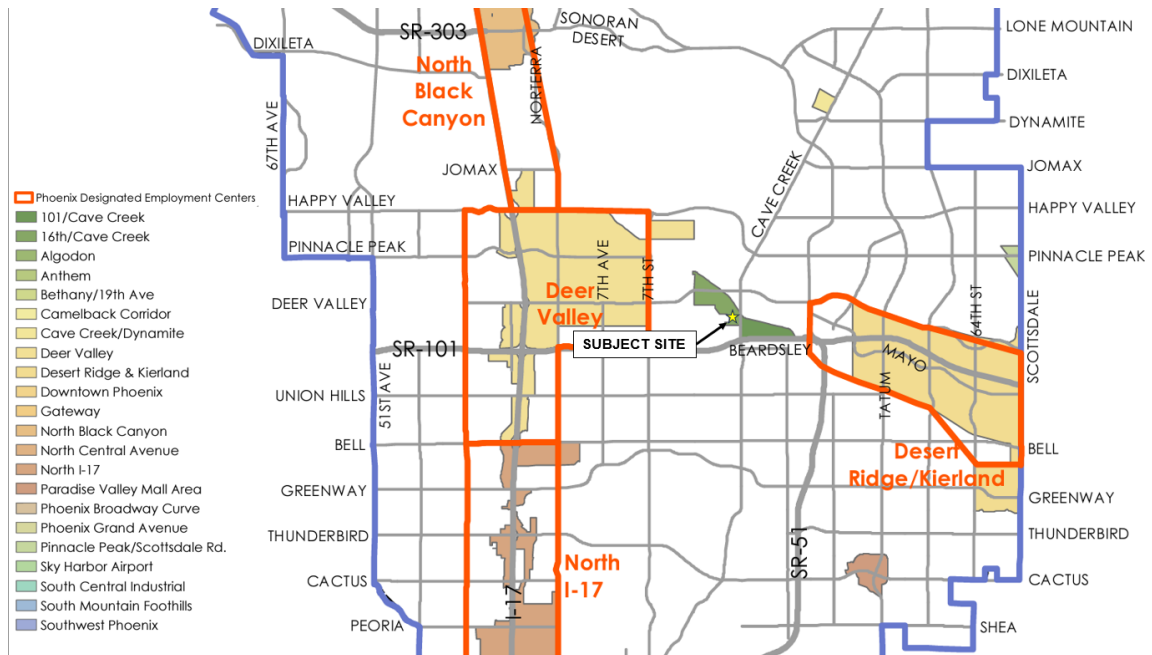 SONORAN
DESERT
LONE MOUNTAIN
SR-303
DIXILETA
North
Black
Canyon
NORTERRA
DIXILETA
67TH AVE
DYNAMITE
JOMAX
JOMAX
CAVE CREEK
Phoenix Designated Employment Centers
101/Cave Creek
16th/Cave Creek
Algodon
Anthem
Bethany/19th Ave
Camelback Corridor
Cave Creek/Dynamite
Deer Valley
Desert Ridge & Kierland
Downtown Phoenix
Gateway
North Black Canyon
North Central Avenue
North I-17
Paradise Valley Mall Area
Phoenix Broadway Curve
Phoenix Grand Avenue
Pinnacle Peak/Scottsdale Rd.
Sky Harbor Airport
South Central Industrial
South Mountain Foothills
Southwest Phoenix
HAPPY VALLEY
HAPPY VALLEY
PINNACLE PEAK
PINNACLE PEAK
7TH AVE
7TH ST
DEER VALLEY
Deer
Valley
64TH ST
SCOTTSDALE
SUBJECT SITE
BEARDSLEY
SR-101
MAYO
51ST AVE
TATUM
UNION HILLS
BELL
BELL
Desert
Ridge/Kierland
GREENWAY
GREENWAY
THUNDERBIRD
THUNDERBIRD
SR-51
North
I-17
CACTUS
CACTUS
I-17
PEORIA
SHEA